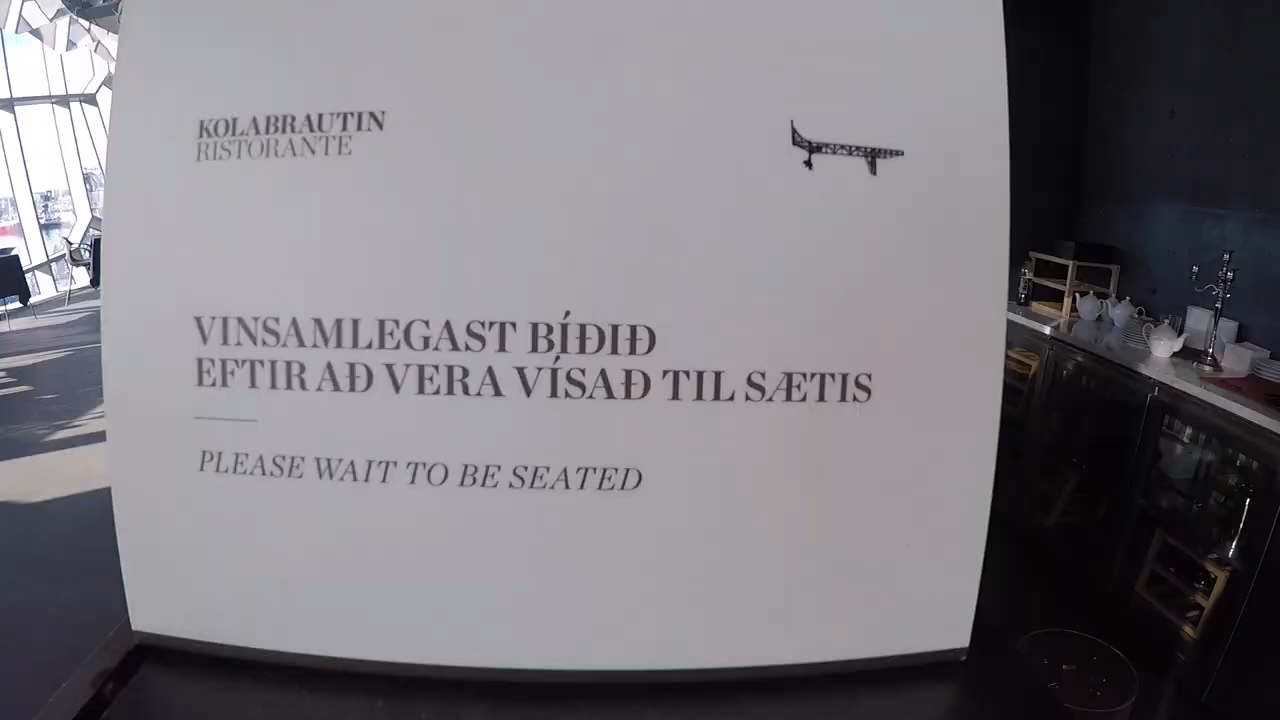 KOLABRAUTIN
RISTORANTE
VINSAMLEGAST BÍÐIÐ
EFTIR AÐ VERA VÍSAÐ TIL SÆTIS
PLEASE WAIT TO BE SEATED